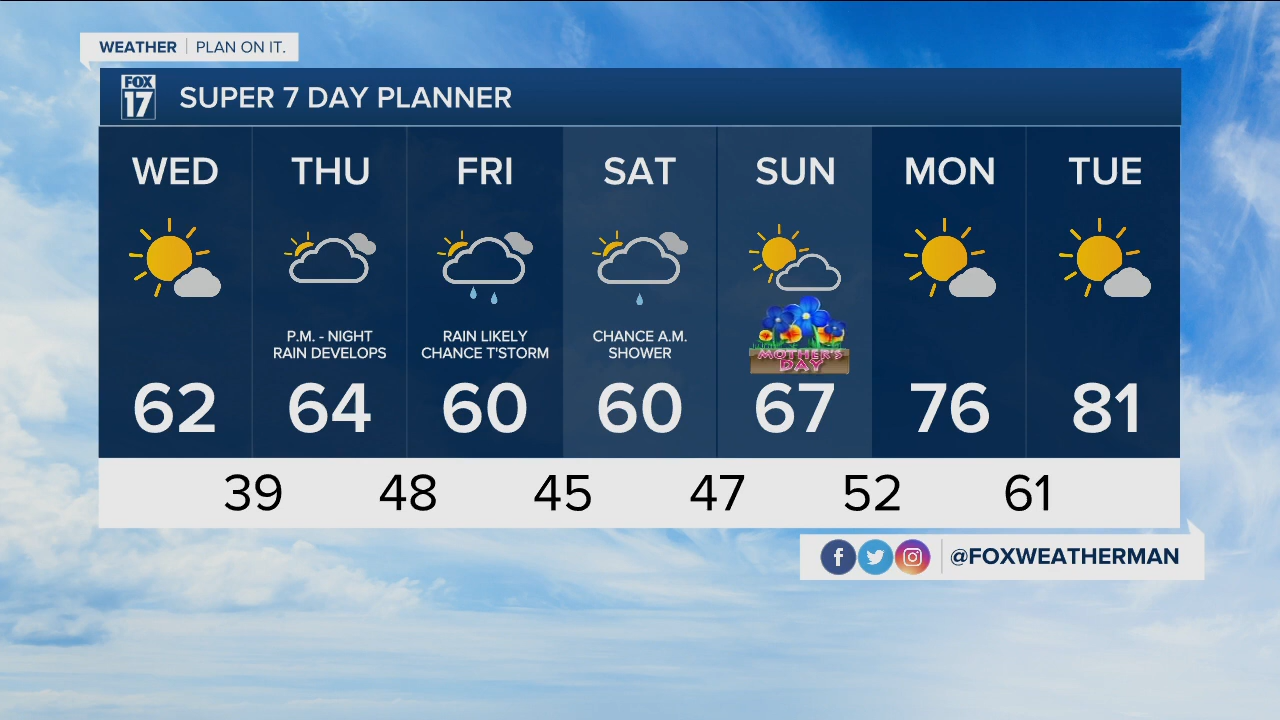 WEATHER PLAN ON IT.
FOX
17
SUPER 7 DAY PLANNER
WED THU FRI SAT SUN MON TUE
P.M. - NIGHT
RAIN DEVELOPS
RAIN LIKELY
CHANCE T'STORM
CHANCE A.M.
SHOWER
MOTHER'S
DAY
62 64 60 60 67 76 81
39 48 45 47 52 61
@FOXWEATHERMAN